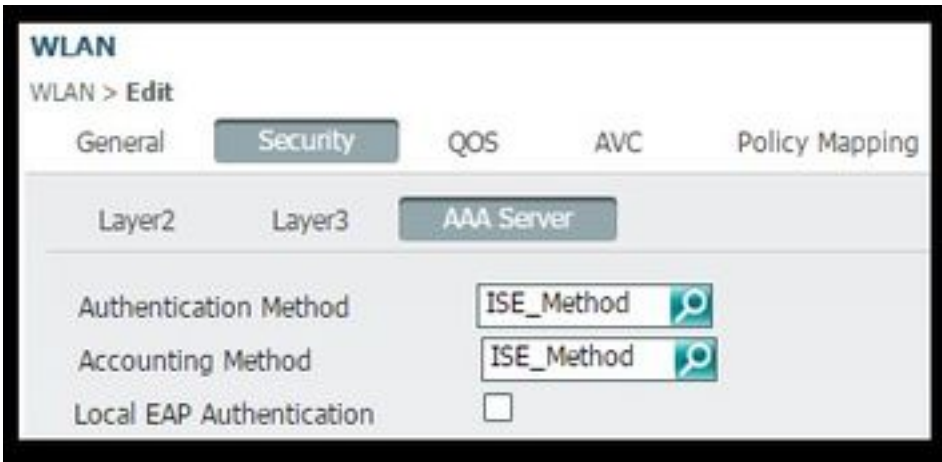 WLAN
WLAN > Edit
General Security QOS AVC Policy Mapping
Layer2 Layer3 AAA Server
Authentication Method ISE_Method
Accounting Method ISE_Method
Local EAP Authentication